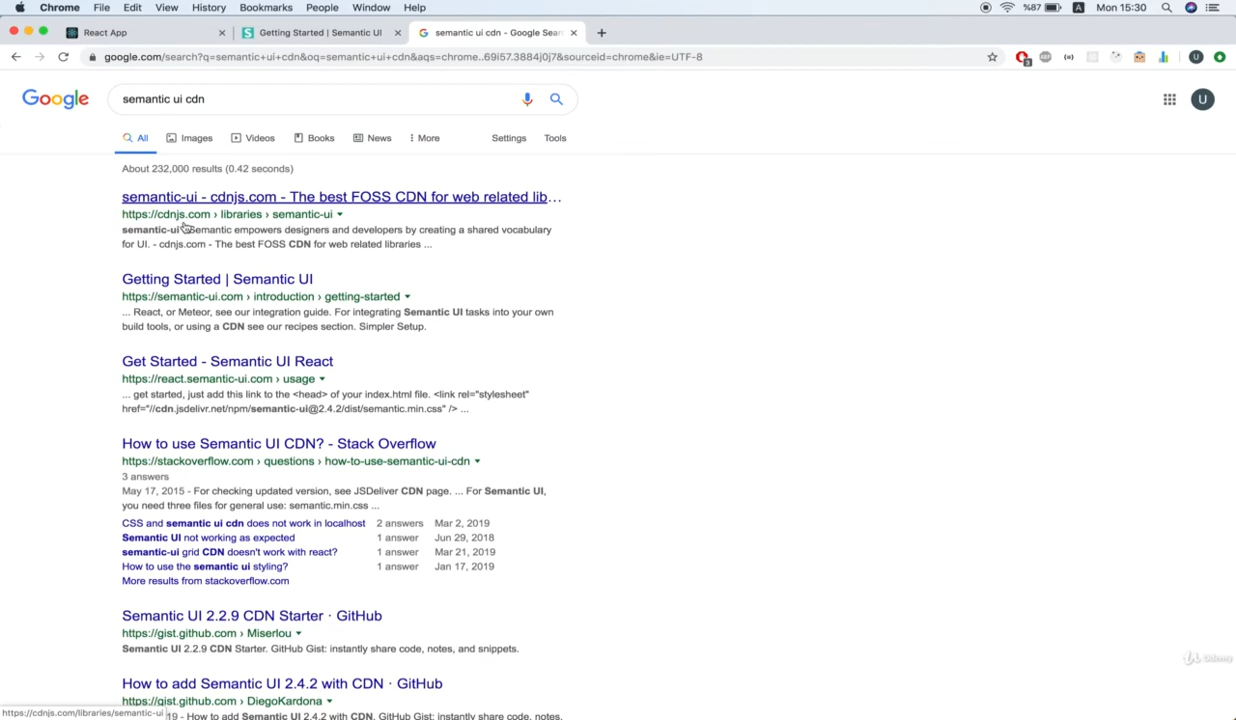 Chrome File Edit View History Bookmarks People Window Help
%87 A Mon 15:30
React App
Getting Started | Semantic UI
semantic ui cdn - Google Sear
google.com/search?q=semantic+ui+cdn&oq=semantic+ui+cdn&aqs=chrome..69i57.3884j0j7&sourceid=chrome&ie=UTF-8
3
U
Google
semantic ui cdn
U
All Images Videos Books News More Settings Tools
About 232,000 results (0.42 seconds)
semantic-ui - cdnjs.com - The best FOSS CDN for web related lib...
https://cdnjs.com › libraries › semantic-ui
semantic-ui Semantic empowers designers and developers by creating a shared vocabulary
for UI. - cdnjs.com - The best FOSS CDN for web related libraries ...
Getting Started | Semantic UI
https://semantic-ui.com › introduction › getting-started
... React, or Meteor, see our integration guide. For integrating Semantic UI tasks into your own
build tools, or using a CDN see our recipes section. Simpler Setup.
Get Started - Semantic UI React
https://react.semantic-ui.com › usage
... get started, just add this link to the <head> of your index.html file. <link rel="stylesheet"
href="//cdn.jsdelivr.net/npm/semantic-ui@2.4.2/dist/semantic.min.css" /> ...
How to use Semantic UI CDN? - Stack Overflow
https://stackoverflow.com › questions › how-to-use-semantic-ui-cdn
3 answers
May 17, 2015 - For checking updated version, see JSDeliver CDN page. ... For Semantic UI,
you need three files for general use: semantic.min.css ...
CSS and semantic ui cdn does not work in localhost 2 answers Mar 2, 2019
Semantic UI not working as expected 1 answer Jun 29, 2018
semantic-ui grid CDN doesn't work with react? 1 answer Mar 21, 2019
How to use the semantic ui styling? 1 answer Jan 17, 2019
More results from stackoverflow.com
Semantic UI 2.2.9 CDN Starter · GitHub
https://gist.github.com › Miserlou
Semantic UI 2.2.9 CDN Starter. GitHub Gist: instantly share code, notes, and snippets.
Udemy
How to add Semantic UI 2.4.2 with CDN · GitHub
https://gist.github.com › DiegoKardona
https://cdnjs.com/libraries/semantic-ui
19 - How to add Semantic UI 2.4.2 with CDN. GitHub Gist: instantly share code, notes,